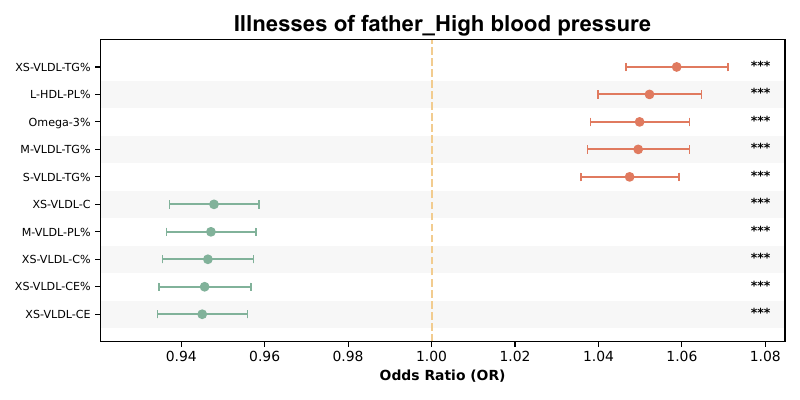 Illnesses of father_High blood pressure
XS-VLDL-TG% ***
L-HDL-PL% ***
Omega-3% ***
M-VLDL-TG% ***
S-VLDL-TG% ***
XS-VLDL-C ***
M-VLDL-PL% ***
XS-VLDL-C% ***
XS-VLDL-CE% ***
XS-VLDL-CE ***
0.94 0.96 0.98 1.00 1.02 1.04 1.06 1.08
Odds Ratio (OR)